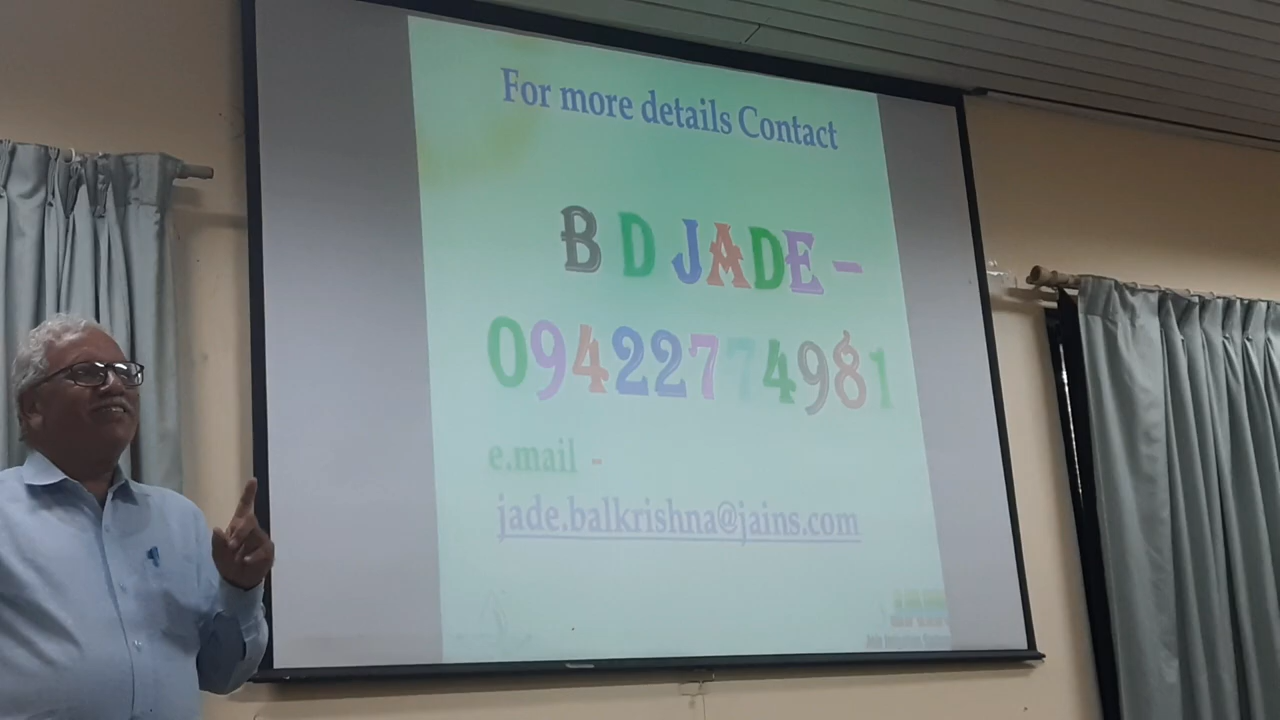 For more details Contact
B D JADE -
09422774981
e.mail -
jade.balkrishna@jains.com